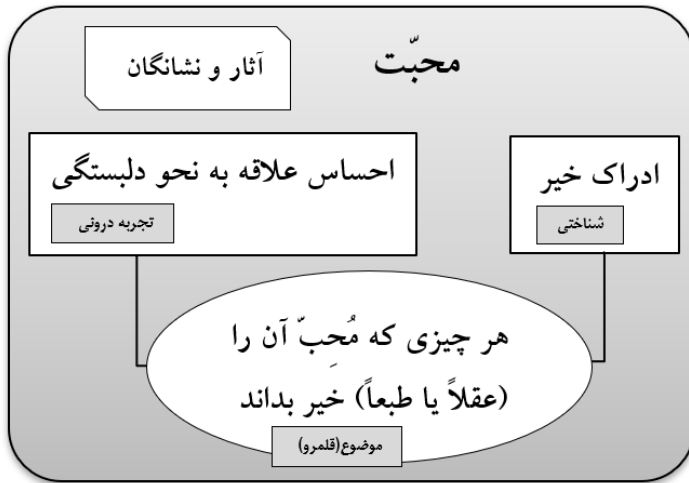 محبّت
آثار و نشانگان
ادراک خیر
شناختی
احساس علاقه به نحو دلبستگی
تجربه درونی
هر چیزی که مُحِبّ آن را
(عقلاً یا طبعاً) خیر بداند
موضوع(قلمرو)